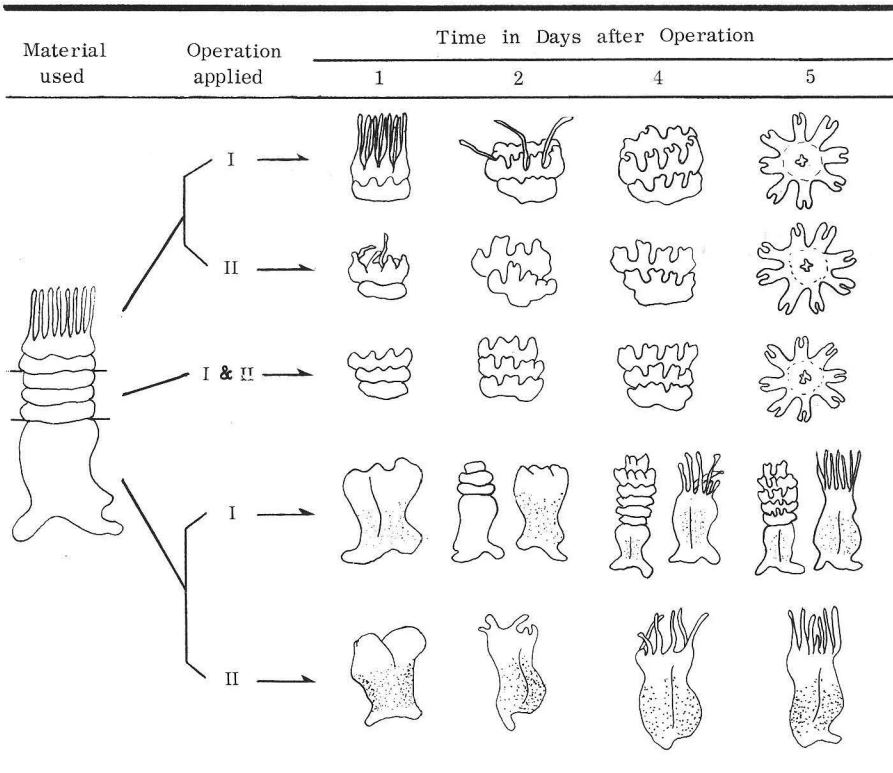 Material used
Operation applied
Time in Days after Operation
1 2 4 5
I
II
I & II
I
II